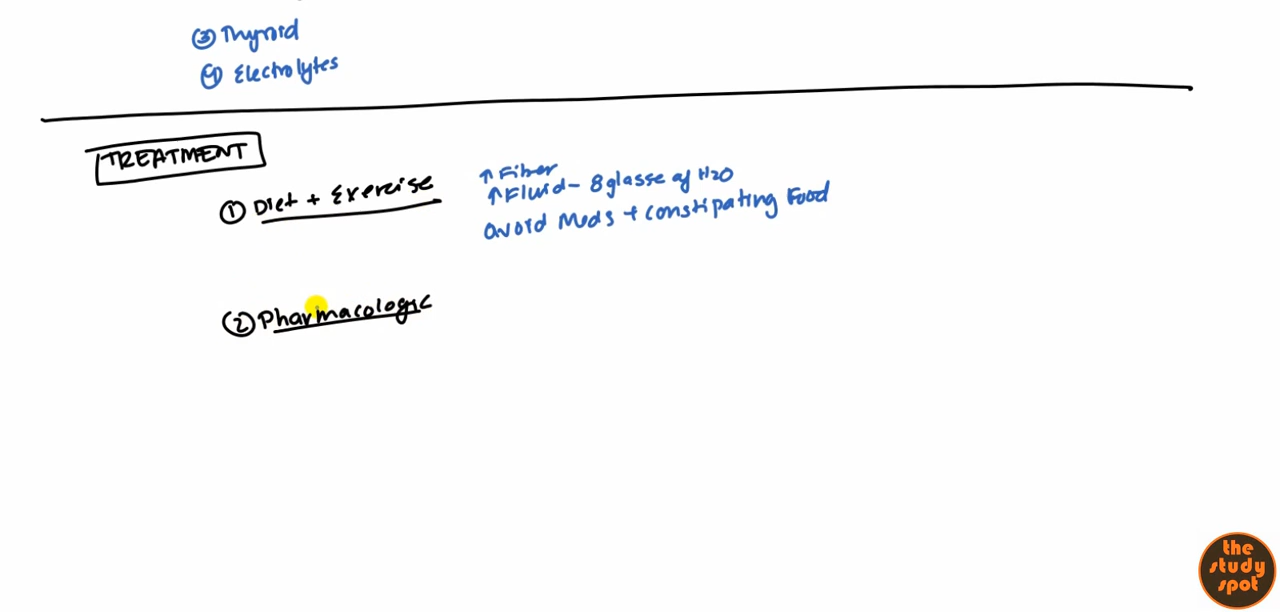 ③ Thyroid
④ Electrolytes
TREATMENT
① Diet + Exercise
↑ Fiber
↑ Fluid - 8 glasse of H2O
avoid Meds + constipating Food
② Pharmacologic
the
study
spot